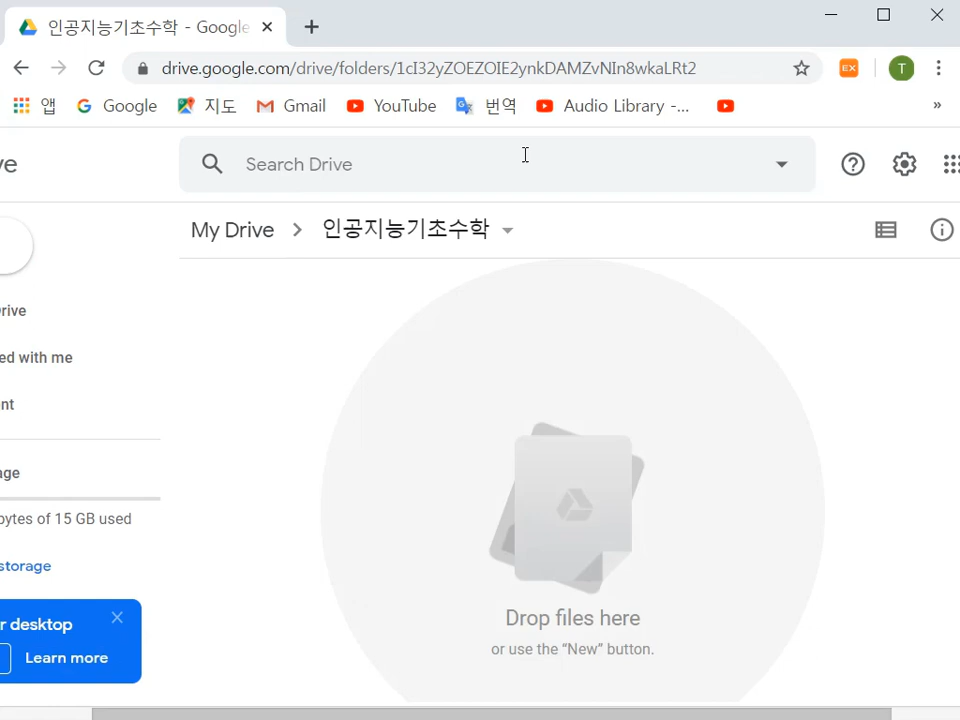 인공지능기초수학 - Google
drive.google.com/drive/folders/1cI32yZOEZOIE2ynkDAMZvNIn8wkaLRt2
EX
T
앱 Google 지도 Gmail YouTube 번역 Audio Library -... »
ve
Search Drive
My Drive > 인공지능기초수학
Drive
ed with me
nt
age
bytes of 15 GB used
storage
r desktop
Learn more
Drop files here
or use the “New” button.